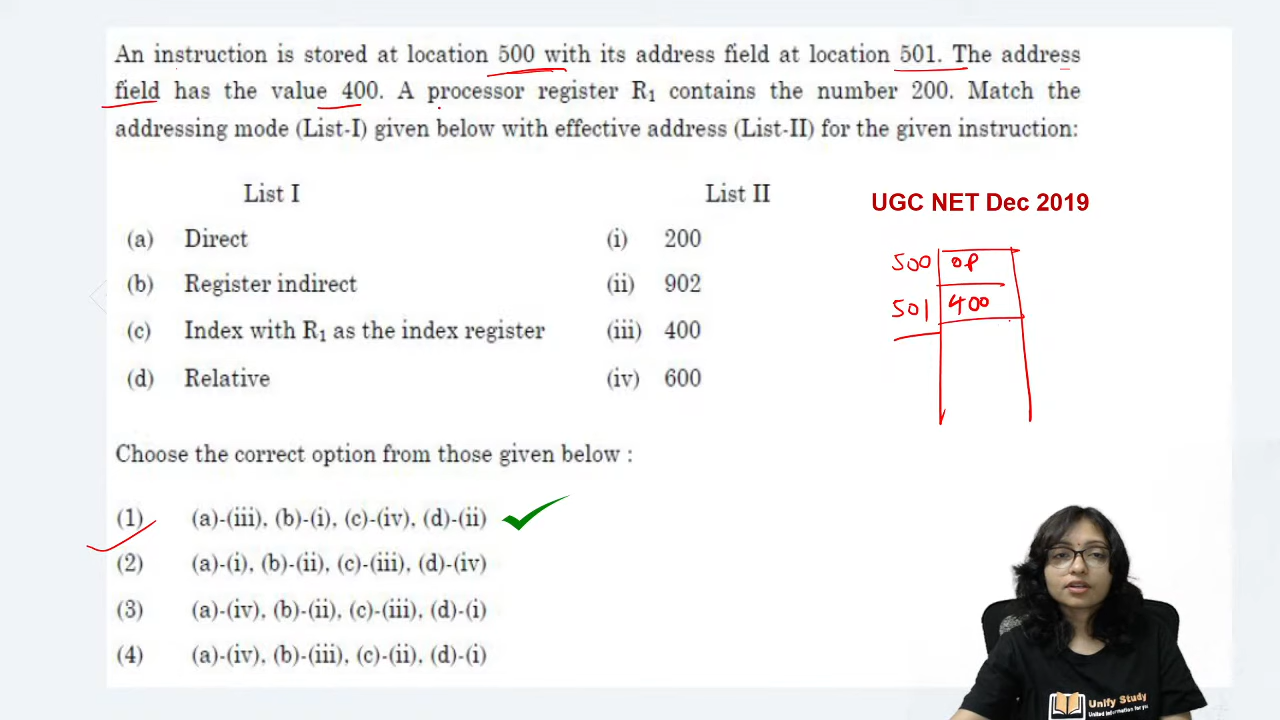 An instruction is stored at location 500 with its address field at location 501. The address
field has the value 400. A processor register R₁ contains the number 200. Match the
addressing mode (List-I) given below with effective address (List-II) for the given instruction:
List I List II
(a) Direct (i) 200
(b) Register indirect (ii) 902
(c) Index with R₁ as the index register (iii) 400
(d) Relative (iv) 600
Choose the correct option from those given below :
(1) (a)-(iii), (b)-(i), (c)-(iv), (d)-(ii)
(2) (a)-(i), (b)-(ii), (c)-(iii), (d)-(iv)
(3) (a)-(iv), (b)-(ii), (c)-(iii), (d)-(i)
(4) (a)-(iv), (b)-(iii), (c)-(ii), (d)-(i)
UGC NET Dec 2019
500 OP
501 400
Unify Study